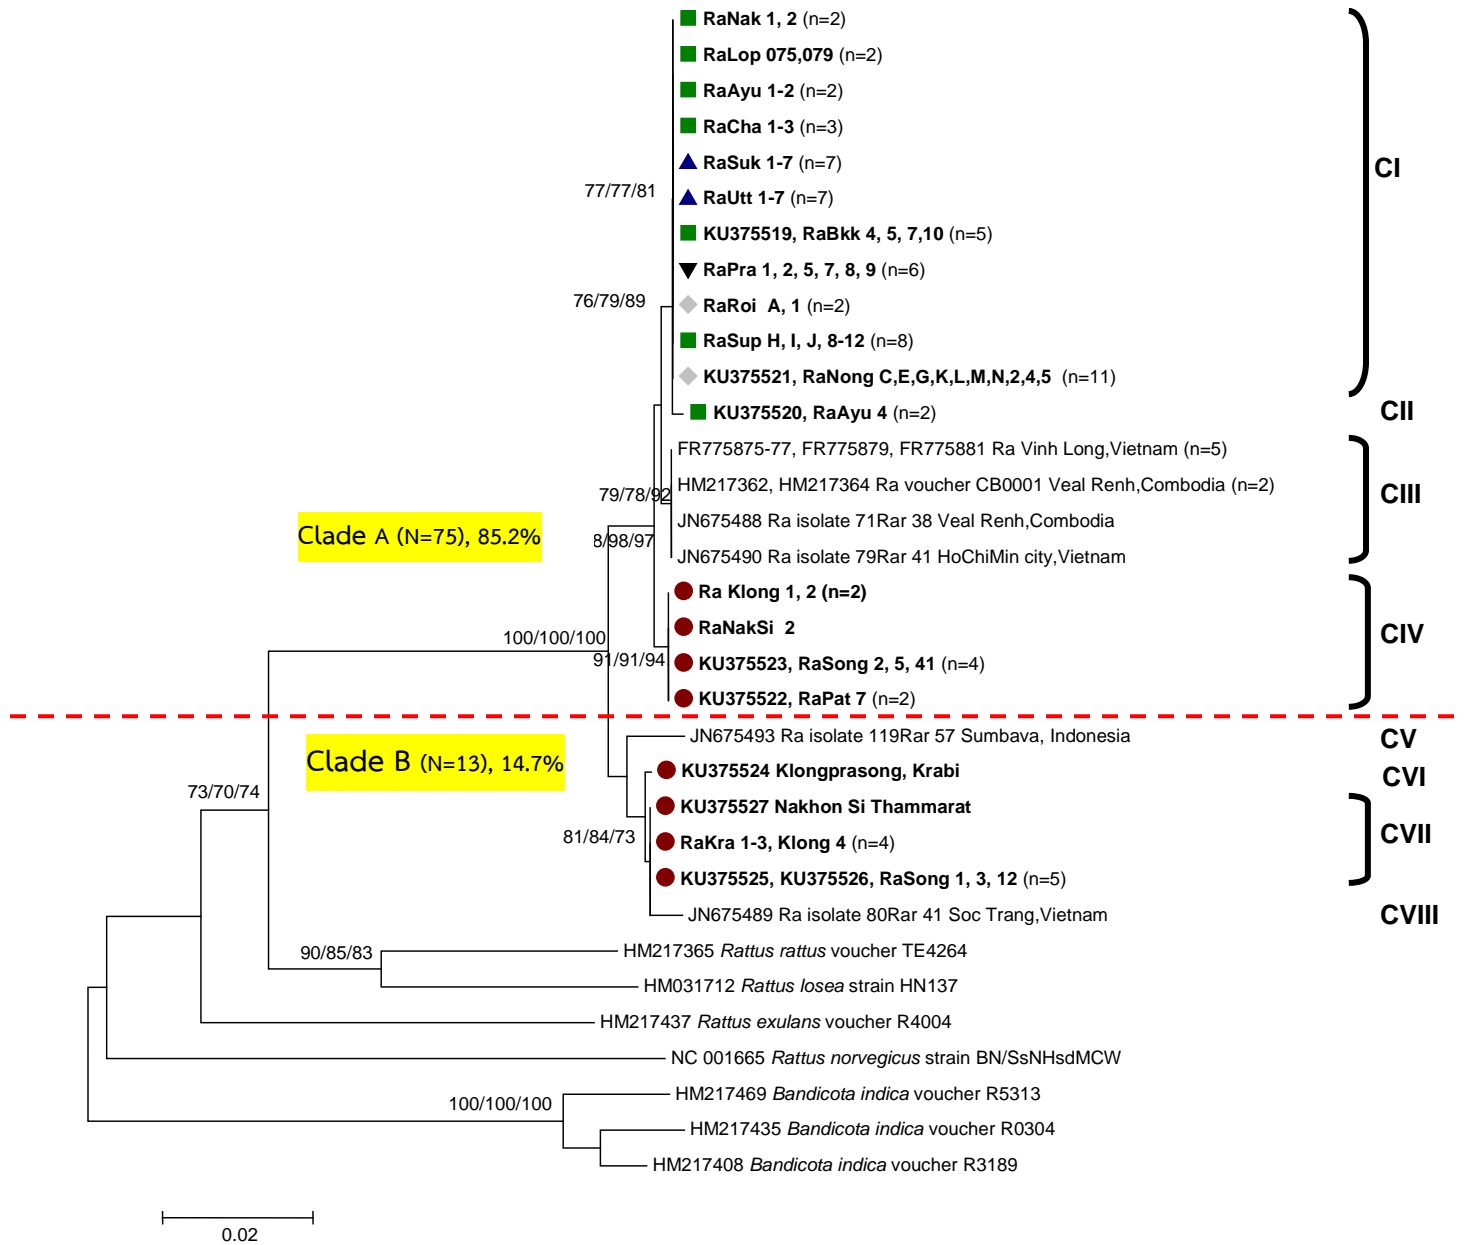 RaNak 1, 2 (n=2)
RaLop 075,079 (n=2)
RaAyu 1-2 (n=2)
RaCha 1-3 (n=3)
RaSuk 1-7 (n=7)
CI
77/77/81
RaUtt 1-7 (n=7)
KU375519, RaBkk 4, 5, 7,10 (n=5)
RaPra 1, 2, 5, 7, 8, 9 (n=6)
76/79/89
RaRoi A, 1 (n=2)
RaSup H, I, J, 8-12 (n=8)
KU375521, RaNong C,E,G,K,L,M,N,2,4,5 (n=11)
KU375520, RaAyu 4 (n=2)
CII
FR775875-77, FR775879, FR775881 Ra Vinh Long,Vietnam (n=5)
HM217362, HM217364 Ra voucher CB0001 Veal Renh,Combodia (n=2)
79/78/92
CIII
JN675488 Ra isolate 71Rar 38 Veal Renh,Combodia
Clade A (N=75), 85.2%
8/98/97
JN675490 Ra isolate 79Rar 41 HoChiMin city,Vietnam
Ra Klong 1, 2 (n=2)
RaNakSi 2
CIV
100/100/100
91/91/94
KU375523, RaSong 2, 5, 41 (n=4)
KU375522, RaPat 7 (n=2)
JN675493 Ra isolate 119Rar 57 Sumbava, Indonesia
CV
Clade B (N=13), 14.7%
KU375524 Klongprasong, Krabi
CVI
73/70/74
KU375527 Nakhon Si Thammarat
81/84/73
CVII
RaKra 1-3, Klong 4 (n=4)
KU375525, KU375526, RaSong 1, 3, 12 (n=5)
JN675489 Ra isolate 80Rar 41 Soc Trang,Vietnam
CVIII
90/85/83
HM217365 Rattus rattus voucher TE4264
HM031712 Rattus losea strain HN137
HM217437 Rattus exulans voucher R4004
NC 001665 Rattus norvegicus strain BN/SsNHsdMCW
HM217469 Bandicota indica voucher R5313
100/100/100
HM217435 Bandicota indica voucher R0304
HM217408 Bandicota indica voucher R3189
0.02